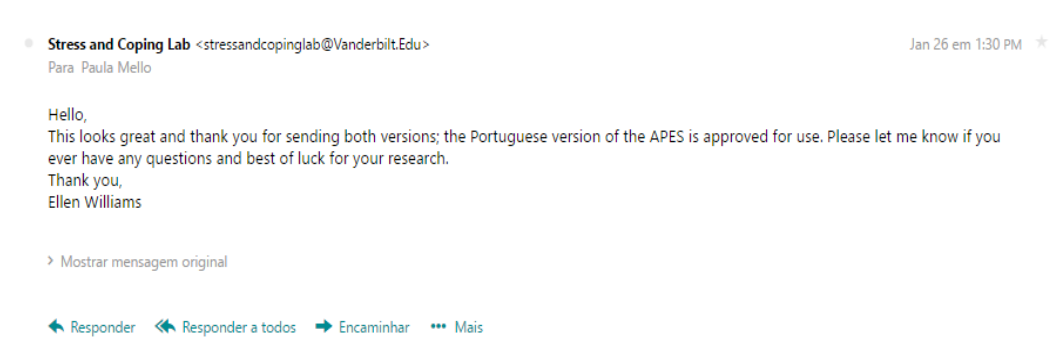 Stress and Coping Lab <stressandcopinglab@Vanderbilt.Edu> Jan 26 em 1:30 PM
Para Paula Mello
Hello,
This looks great and thank you for sending both versions; the Portuguese version of the APES is approved for use. Please let me know if you
ever have any questions and best of luck for your research.
Thank you,
Ellen Williams
Mostrar mensagem original
Responder Responder a todos Encaminhar Mais